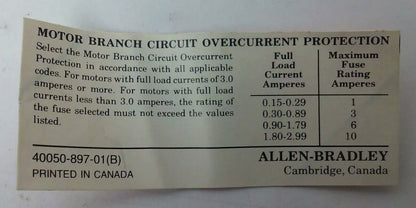 MOTOR BRANCH CIRCUIT OVERCURRENT PROTECTION
Select the Motor Branch Circuit Overcurrent
Protection in accordance with all applicable
codes. For motors with full load currents of 3.0
amperes or more. For motors with full load
currents less than 3.0 amperes, the rating of
the fuse selected must not exceed the values
listed.
Full Maximum
Load Fuse
Current Rating
Amperes Amperes
0.15-0.29 1
0.30-0.89 3
0.90-1.79 6
1.80-2.99 10
40050-897-01(B) ALLEN-BRADLEY
PRINTED IN CANADA Cambridge, Canada